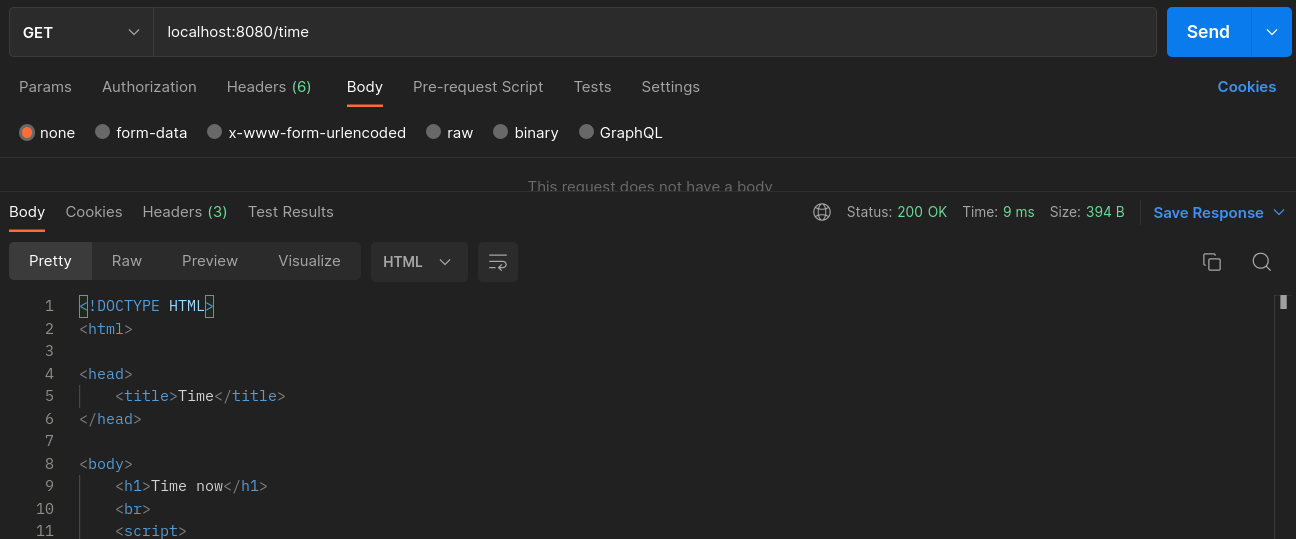 GET localhost:8080/time Send
Params Authorization Headers (6) Body Pre-request Script Tests Settings Cookies
none form-data x-www-form-urlencoded raw binary GraphQL
This request does not have a body
Body Cookies Headers (3) Test Results Status: 200 OK Time: 9 ms Size: 394 B Save Response
Pretty Raw Preview Visualize HTML
1 <!DOCTYPE HTML>
2 <html>
3
4 <head>
5 <title>Time</title>
6 </head>
7
8 <body>
9 <h1>Time now</h1>
10 <br>
11 <script>